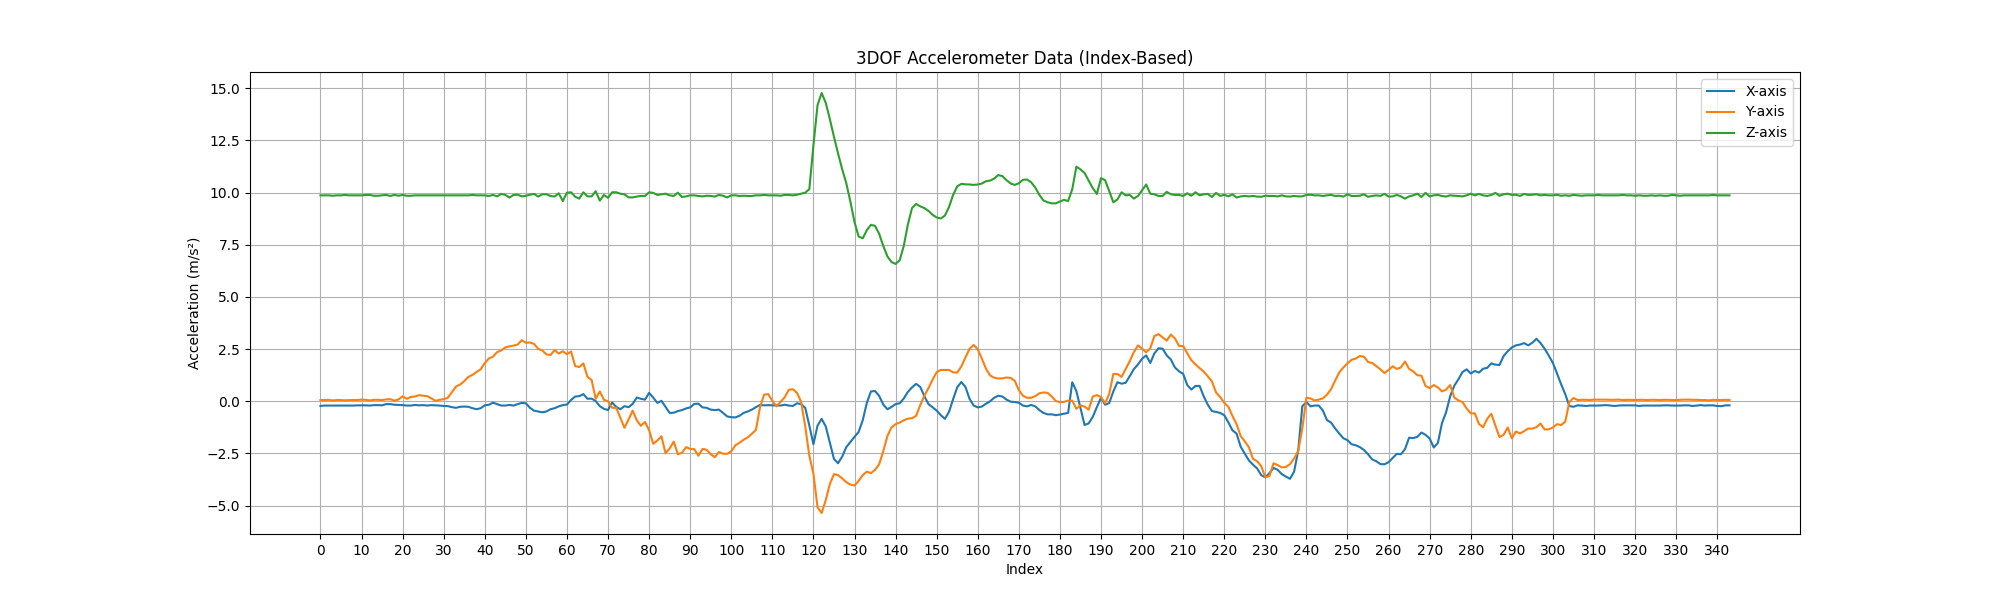 3DOF Accelerometer Data (Index-Based)
X-axis
Y-axis
Z-axis
Acceleration (m/s²)
15.0
12.5
10.0
7.5
5.0
2.5
0.0
−2.5
−5.0
0 10 20 30 40 50 60 70 80 90 100 110 120 130 140 150 160 170 180 190 200 210 220 230 240 250 260 270 280 290 300 310 320 330 340
Index